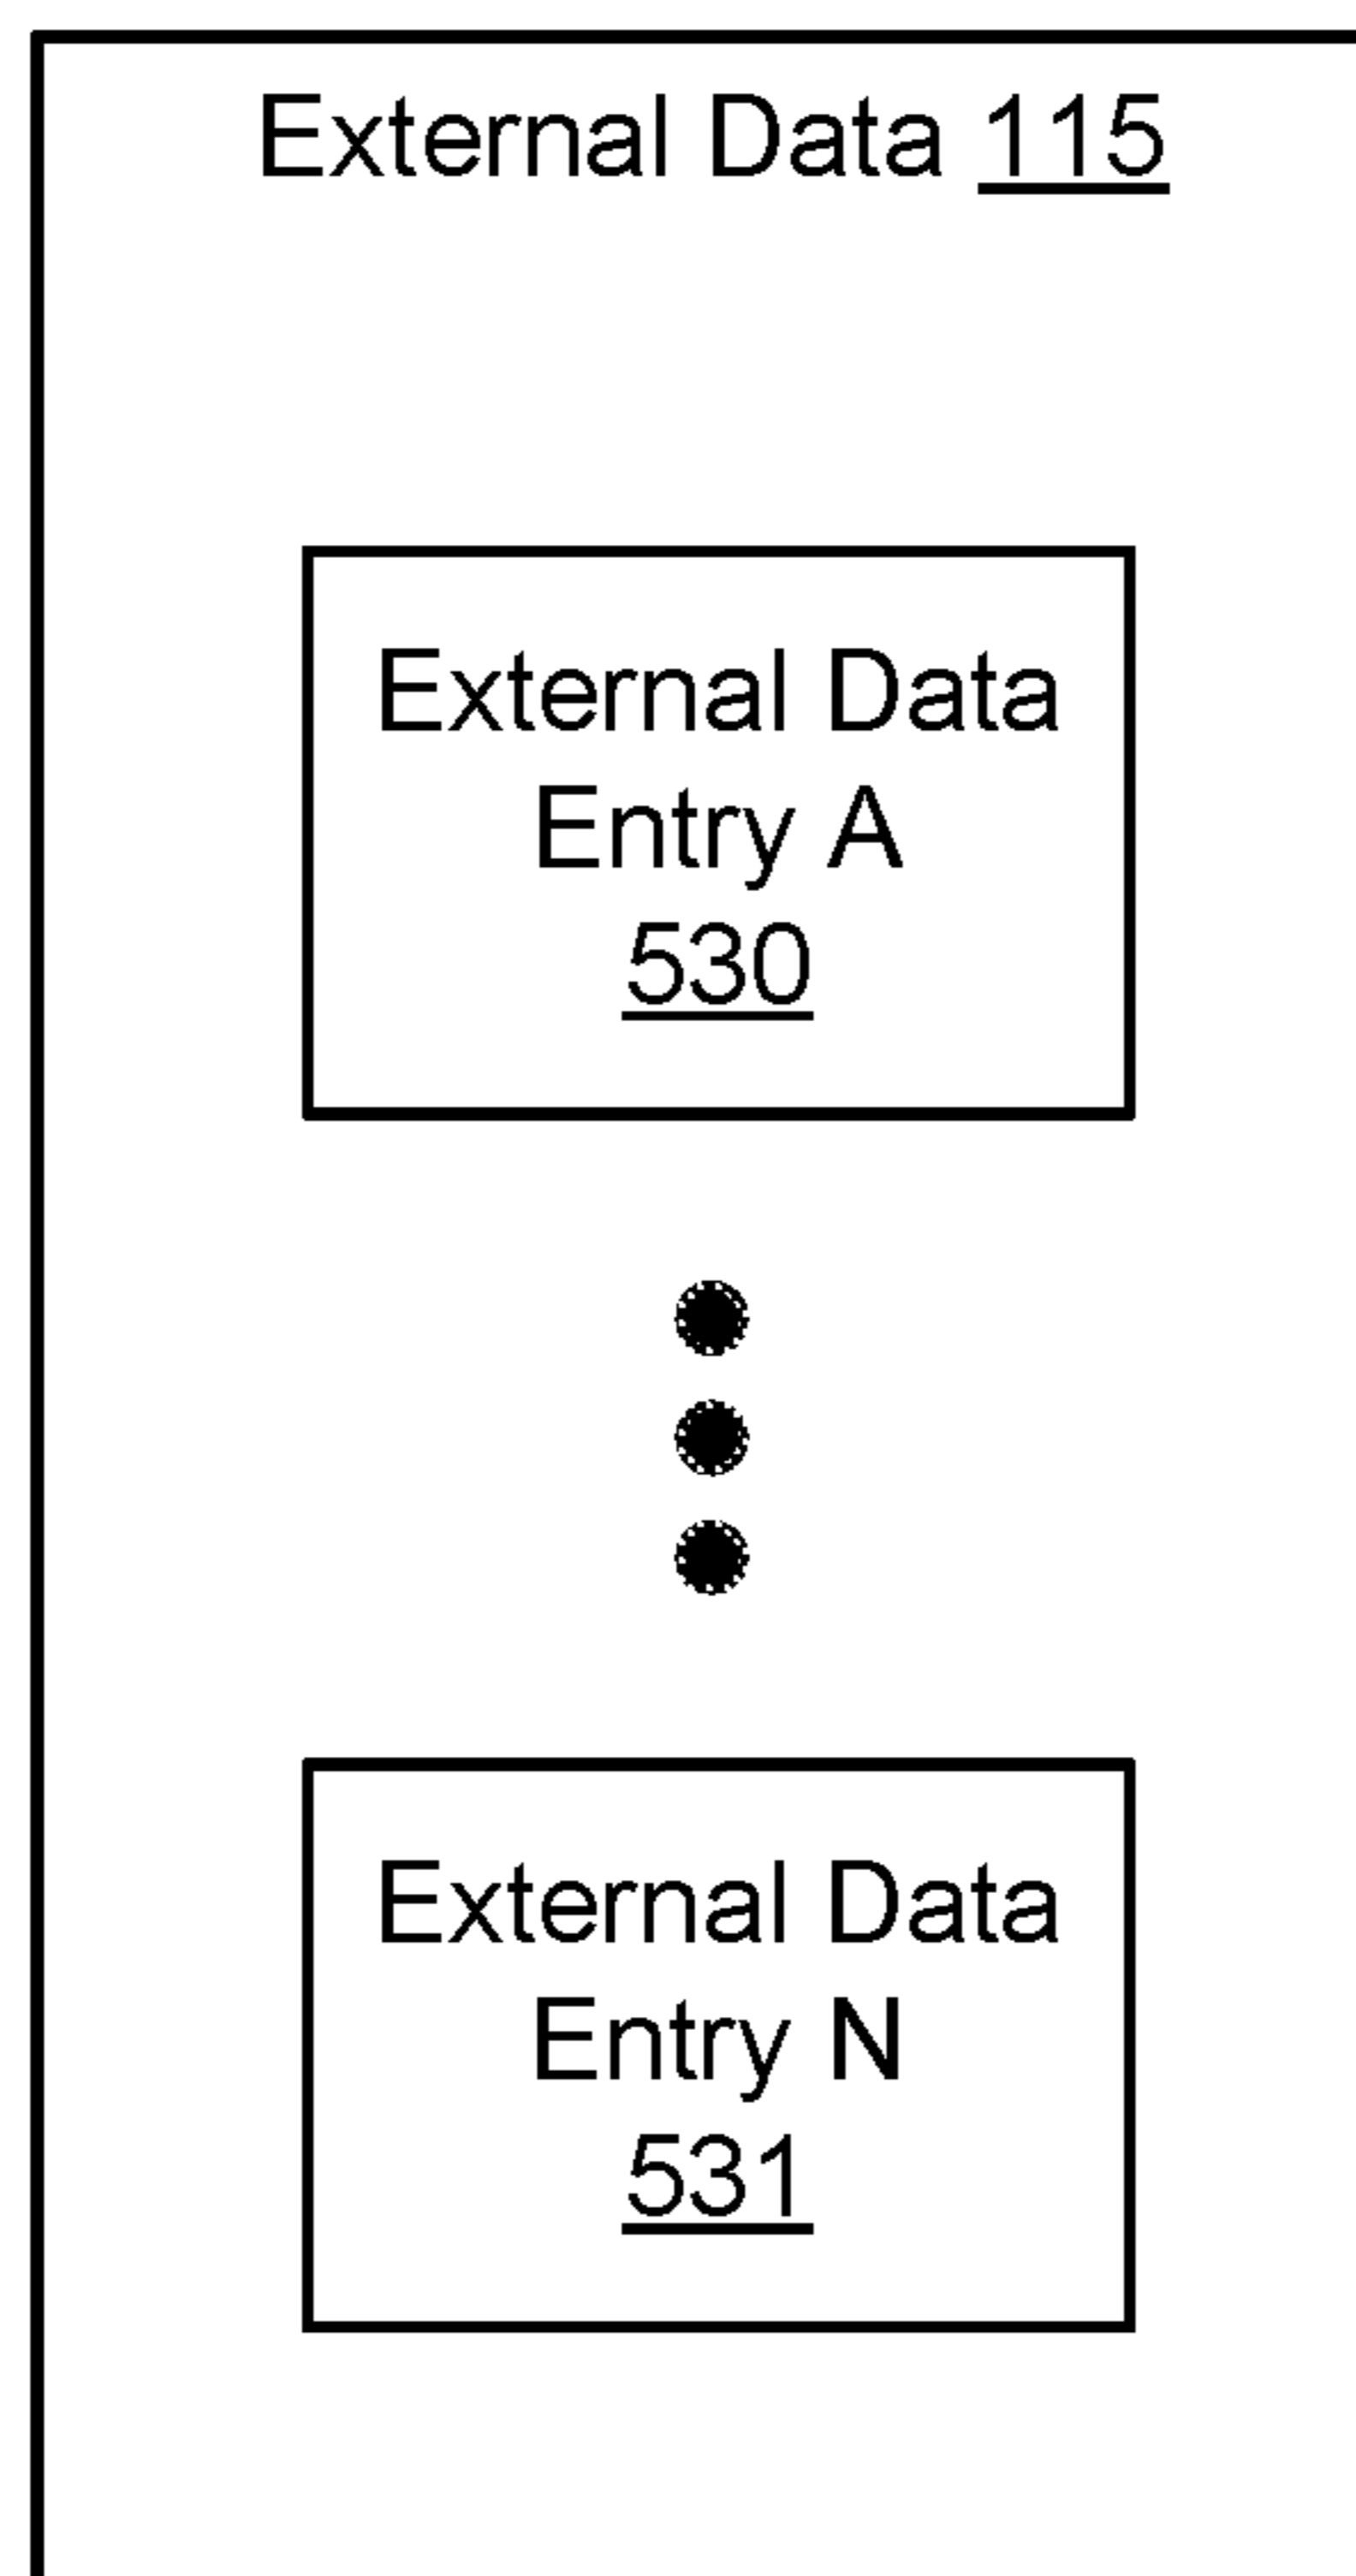 External Data 115
External Data
Entry A
530
External Data
Entry N
531